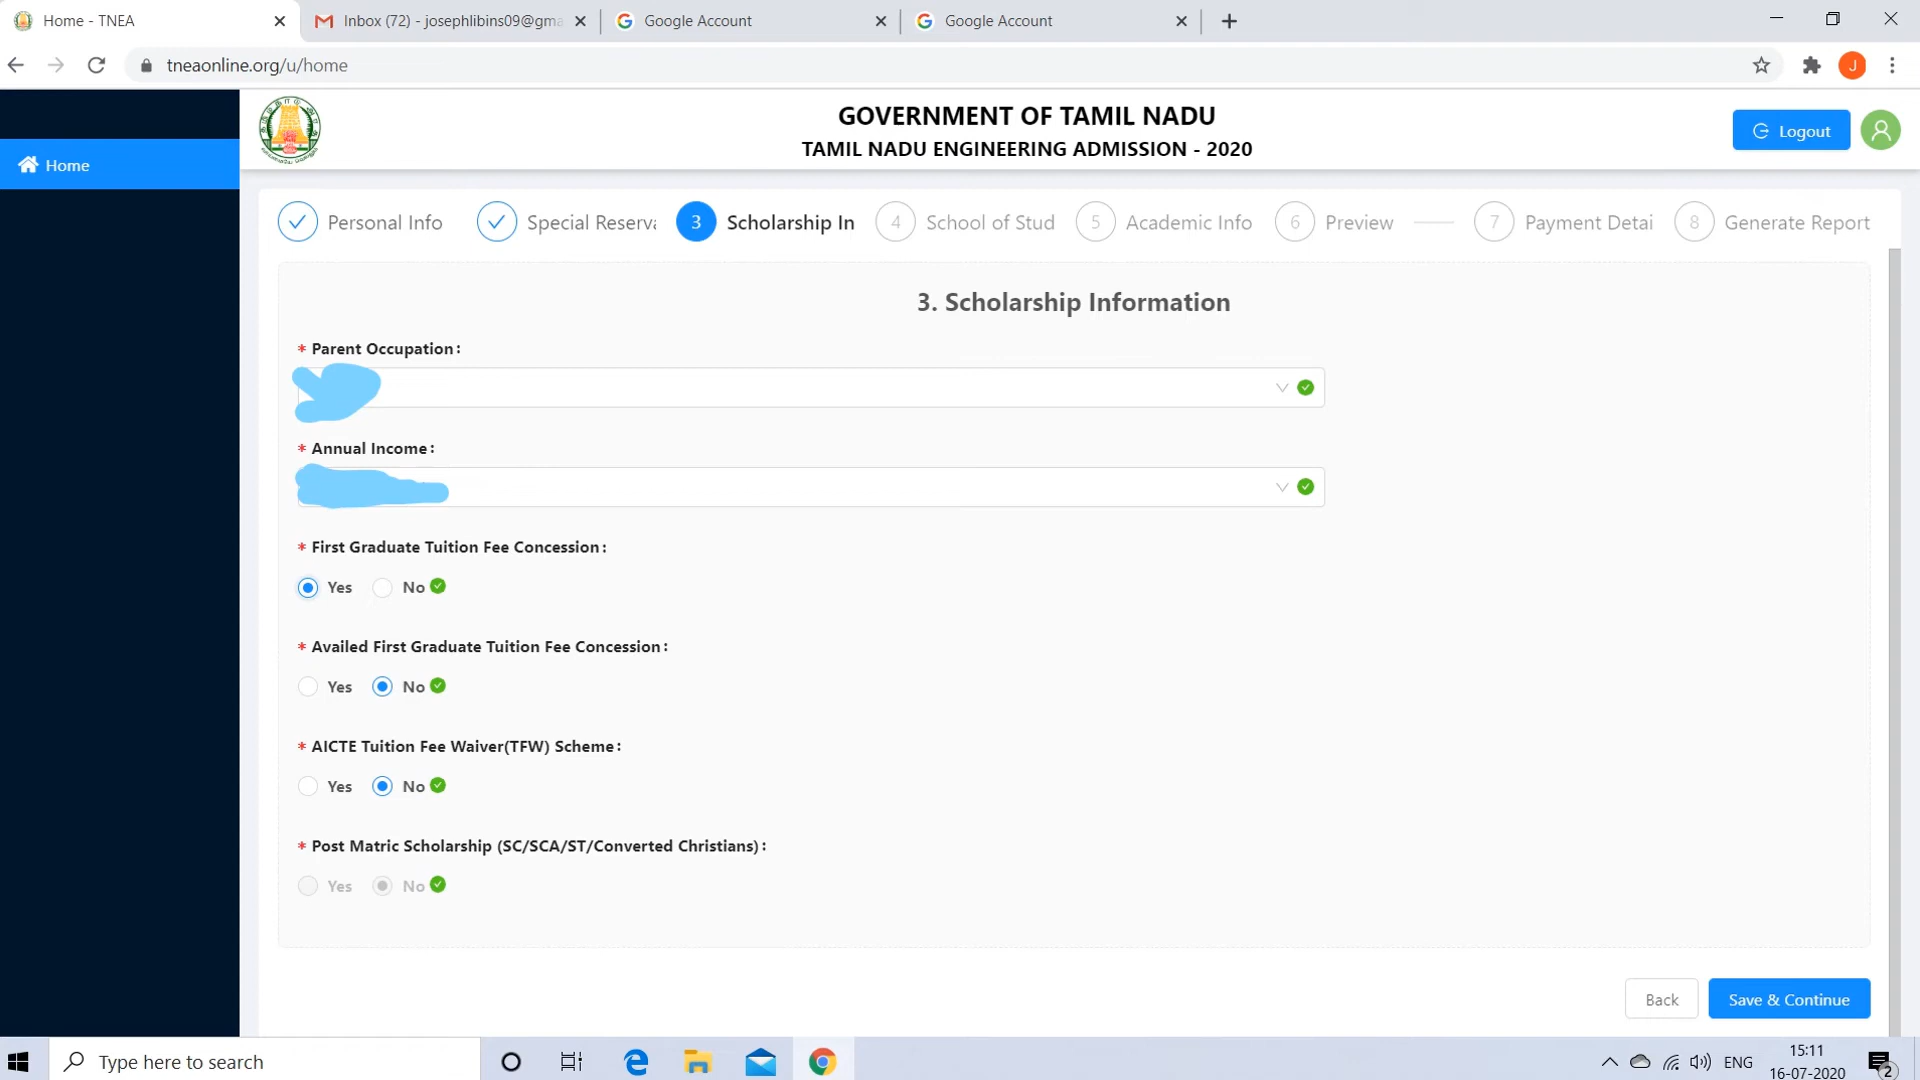 Home - TNEA
Inbox (72) - josephlibins09@gma
Google Account
Google Account
tneaonline.org/u/home
J
GOVERNMENT OF TAMIL NADU
TAMIL NADU ENGINEERING ADMISSION - 2020
Logout
Home
Personal Info
Special Reserva
3 Scholarship In
4 School of Stud
5 Academic Info
6 Preview
7 Payment Detai
8 Generate Report
3. Scholarship Information
* Parent Occupation:
* Annual Income:
* First Graduate Tuition Fee Concession:
Yes No
* Availed First Graduate Tuition Fee Concession:
Yes No
* AICTE Tuition Fee Waiver(TFW) Scheme:
Yes No
* Post Matric Scholarship (SC/SCA/ST/Converted Christians):
Yes No
Back Save & Continue
Type here to search
ENG
15:11
16-07-2020
2